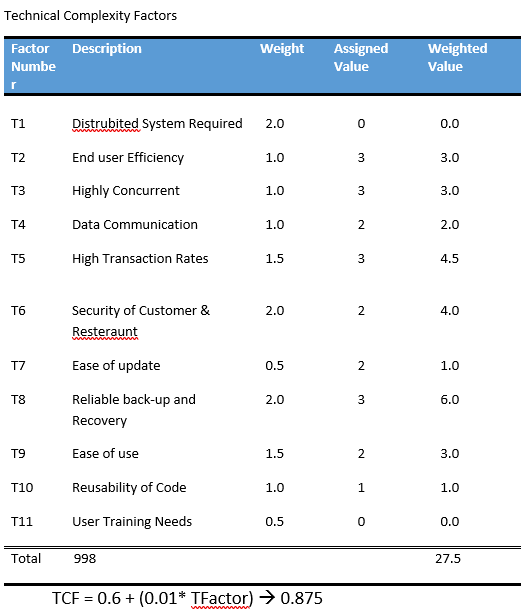 Technical Complexity Factors
Factor Description Weight Assigned Weighted
Numbe Value Value
r
T1 Distrubited System Required 2.0 0 0.0
T2 End user Efficiency 1.0 3 3.0
T3 Highly Concurrent 1.0 3 3.0
T4 Data Communication 1.0 2 2.0
T5 High Transaction Rates 1.5 3 4.5
T6 Security of Customer & 2.0 2 4.0
Resteraunt
T7 Ease of update 0.5 2 1.0
T8 Reliable back-up and 2.0 3 6.0
Recovery
T9 Ease of use 1.5 2 3.0
T10 Reusability of Code 1.0 1 1.0
T11 User Training Needs 0.5 0 0.0
Total 998 27.5
TCF = 0.6 + (0.01* TFactor) → 0.875